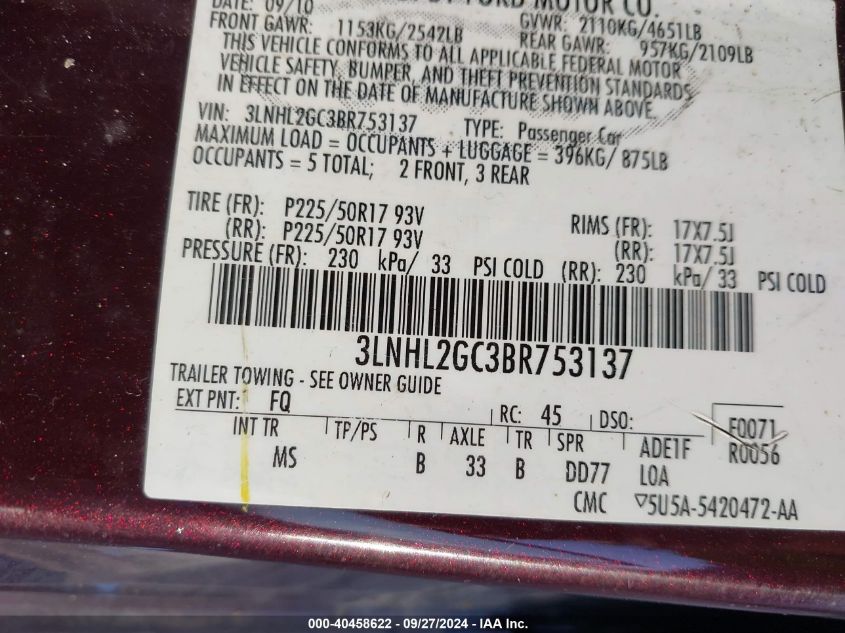 FORD MOTOR CO.
DATE: 09/10 GVWR: 2110KG/4651LB
FRONT GAWR: 1153KG/2542LB REAR GAWR: 957KG/2109LB
THIS VEHICLE CONFORMS TO ALL APPLICABLE FEDERAL MOTOR
VEHICLE SAFETY, BUMPER, AND THEFT PREVENTION STANDARDS
IN EFFECT ON THE DATE OF MANUFACTURE SHOWN ABOVE.
VIN: 3LNHL2GC3BR753137 TYPE: Passenger Car
MAXIMUM LOAD = OCCUPANTS + LUGGAGE = 396KG/ 875LB
OCCUPANTS = 5 TOTAL; 2 FRONT, 3 REAR
TIRE (FR): P225/50R17 93V RIMS (FR): 17X7.5J
(RR): P225/50R17 93V (RR): 17X7.5J
PRESSURE (FR): 230 kPa/ 33 PSI COLD (RR): 230 kPa/ 33 PSI COLD
3LNHL2GC3BR753137
TRAILER TOWING - SEE OWNER GUIDE
EXT PNT: FQ RC: 45 DSO: F0071
INT TR TP/PS R AXLE TR SPR ADE1F R0056
MS B 33 B DD77 LOA
CMC ▽5U5A-5420472-AA
000-40458622 - 09/27/2024 - IAA Inc.